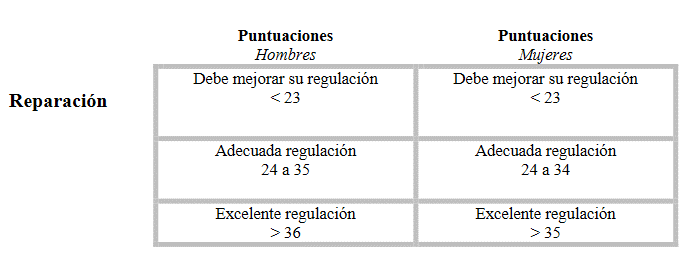 Puntuaciones Puntuaciones
Hombres Mujeres
Reparación
Debe mejorar su regulación Debe mejorar su regulación
< 23 < 23
Adecuada regulación Adecuada regulación
24 a 35 24 a 34
Excelente regulación Excelente regulación
> 36 > 35